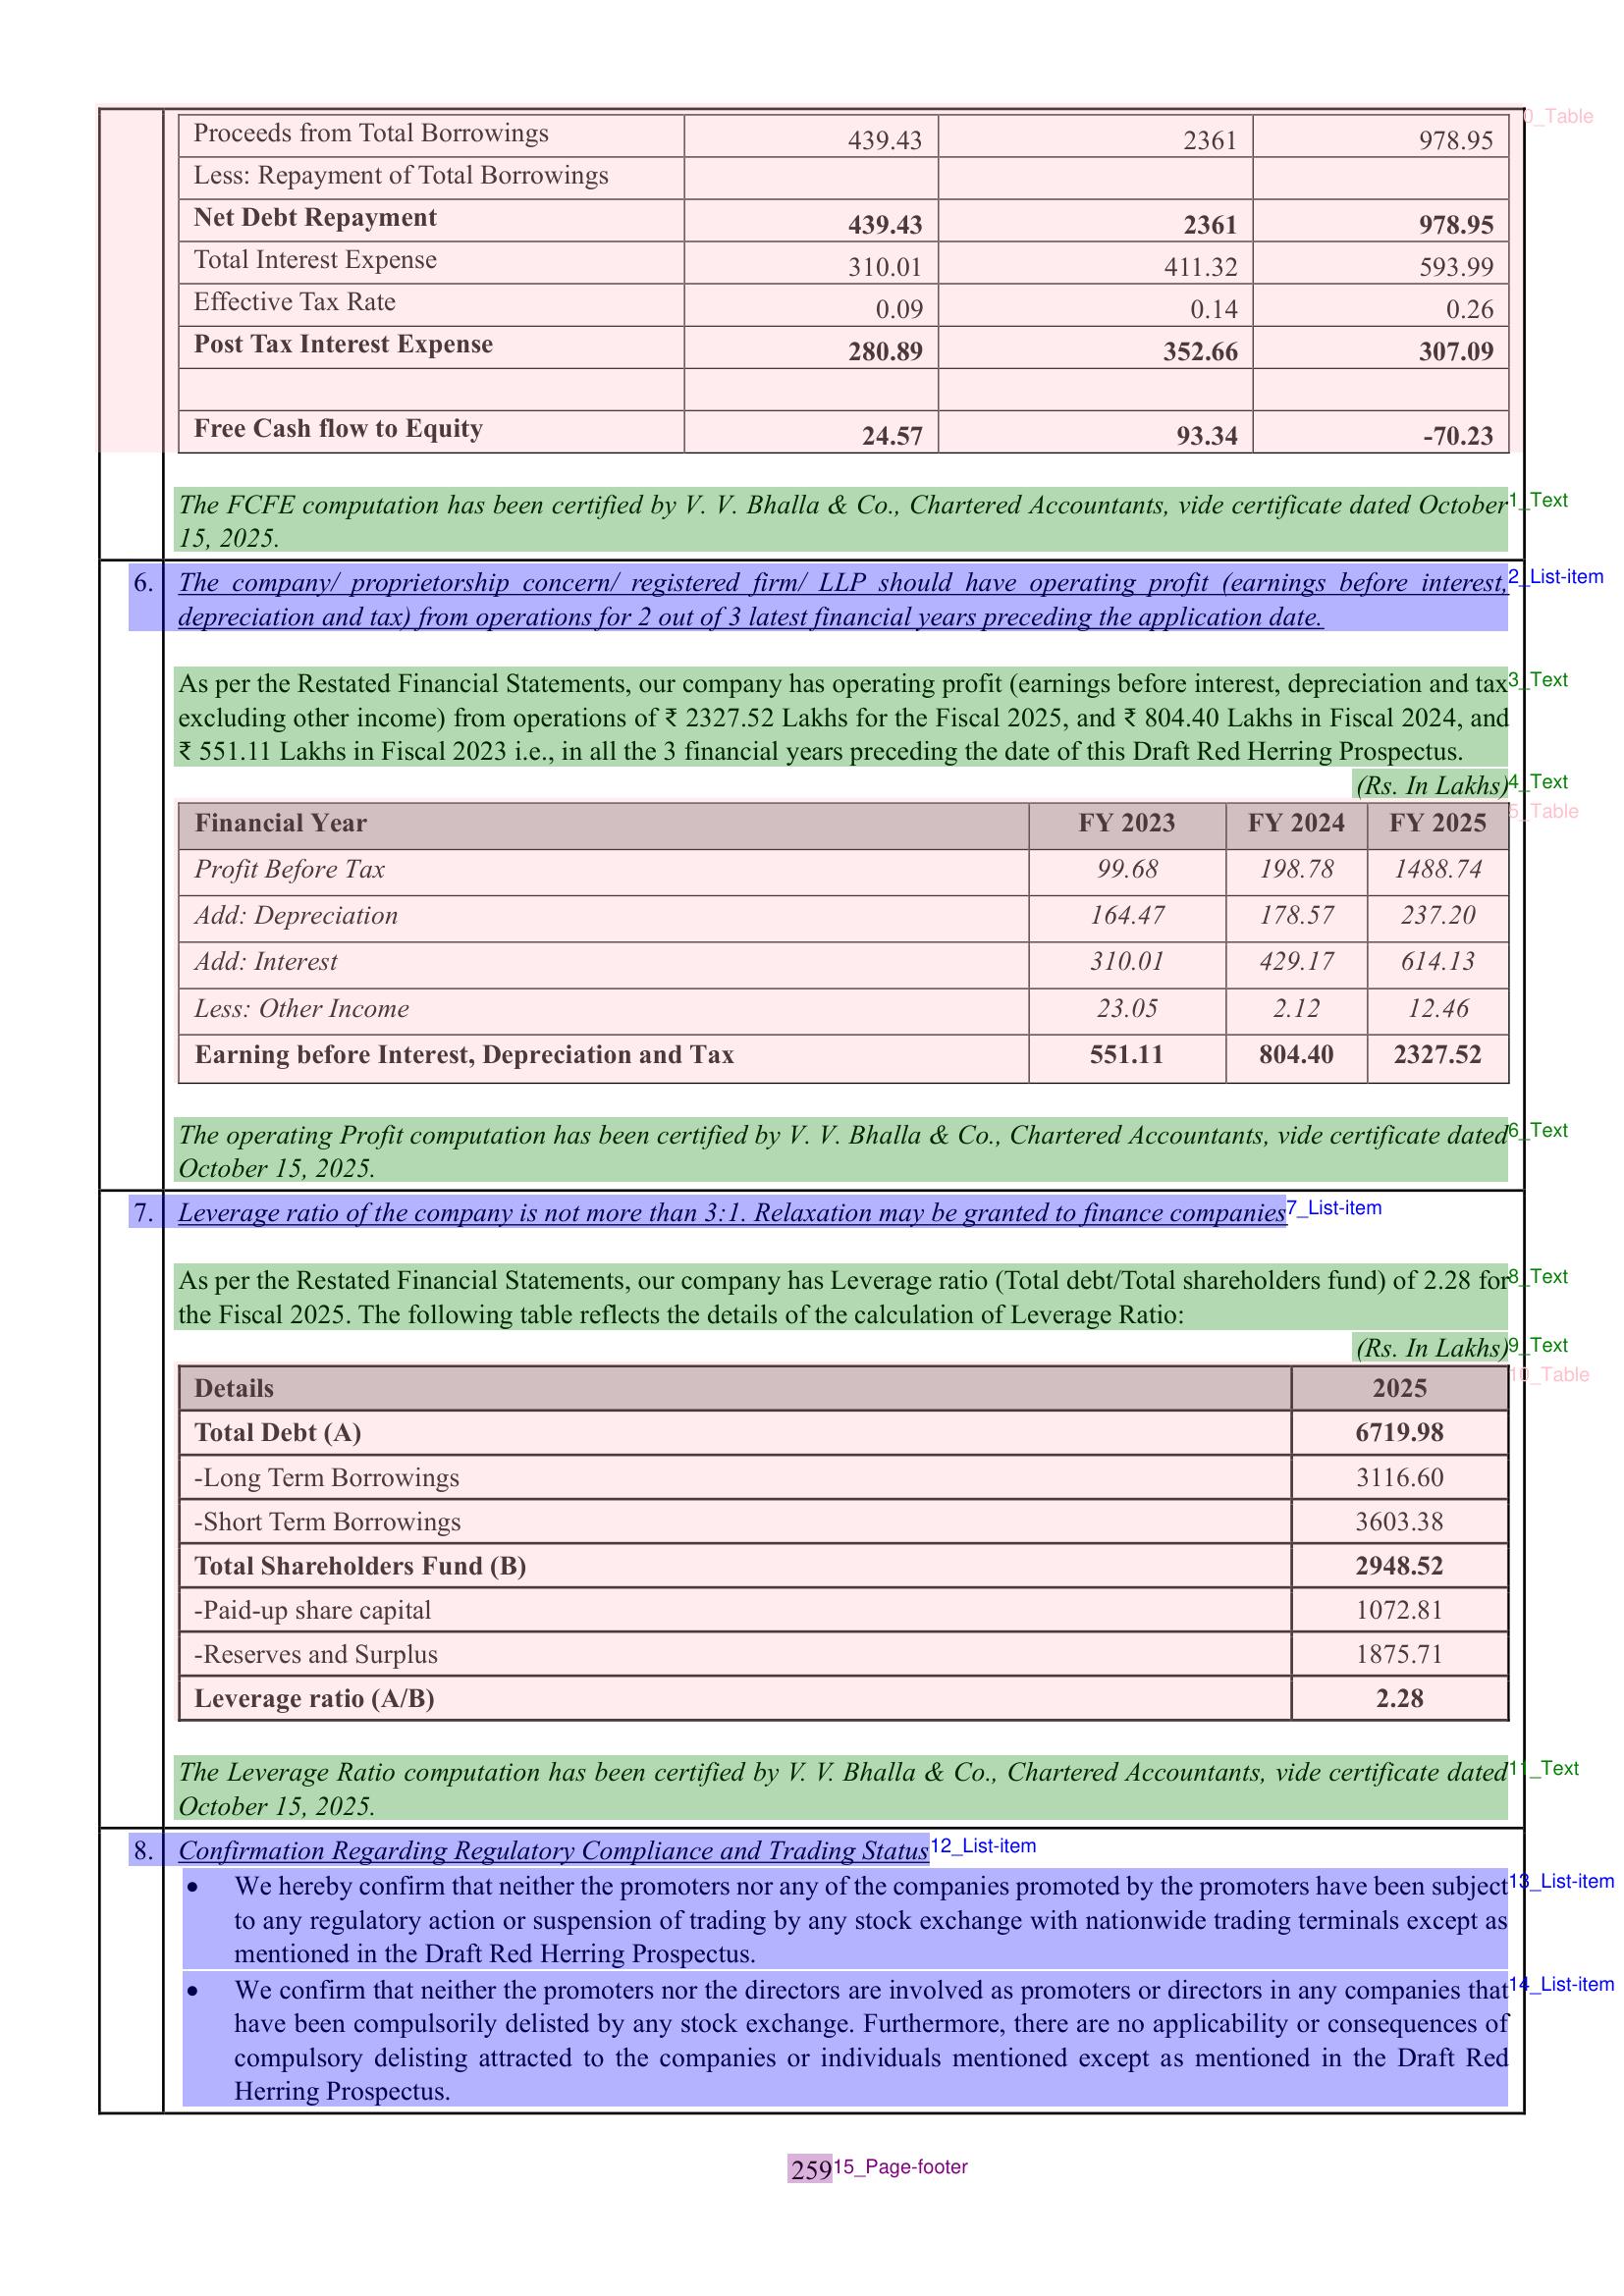 Proceeds from Total Borrowings 439.43 2361 978.95 0_Table
Less: Repayment of Total Borrowings
Net Debt Repayment 439.43 2361 978.95
Total Interest Expense 310.01 411.32 593.99
Effective Tax Rate 0.09 0.14 0.26
Post Tax Interest Expense 280.89 352.66 307.09
Free Cash flow to Equity 24.57 93.34 -70.23
The FCFE computation has been certified by V. V. Bhalla & Co., Chartered Accountants, vide certificate dated October 1_Text
15, 2025.
6. The company/ proprietorship concern/ registered firm/ LLP should have operating profit (earnings before interest, 2_List-item
depreciation and tax) from operations for 2 out of 3 latest financial years preceding the application date.
As per the Restated Financial Statements, our company has operating profit (earnings before interest, depreciation and tax 3_Text
excluding other income) from operations of ₹ 2327.52 Lakhs for the Fiscal 2025, and ₹ 804.40 Lakhs in Fiscal 2024, and
₹ 551.11 Lakhs in Fiscal 2023 i.e., in all the 3 financial years preceding the date of this Draft Red Herring Prospectus.
(Rs. In Lakhs) 4_Text
5_Table
Financial Year FY 2023 FY 2024 FY 2025
Profit Before Tax 99.68 198.78 1488.74
Add: Depreciation 164.47 178.57 237.20
Add: Interest 310.01 429.17 614.13
Less: Other Income 23.05 2.12 12.46
Earning before Interest, Depreciation and Tax 551.11 804.40 2327.52
The operating Profit computation has been certified by V. V. Bhalla & Co., Chartered Accountants, vide certificate dated 6_Text
October 15, 2025.
7. Leverage ratio of the company is not more than 3:1. Relaxation may be granted to finance companies 7_List-item
As per the Restated Financial Statements, our company has Leverage ratio (Total debt/Total shareholders fund) of 2.28 for 8_Text
the Fiscal 2025. The following table reflects the details of the calculation of Leverage Ratio:
(Rs. In Lakhs) 9_Text
10_Table
Details 2025
Total Debt (A) 6719.98
-Long Term Borrowings 3116.60
-Short Term Borrowings 3603.38
Total Shareholders Fund (B) 2948.52
-Paid-up share capital 1072.81
-Reserves and Surplus 1875.71
Leverage ratio (A/B) 2.28
The Leverage Ratio computation has been certified by V. V. Bhalla & Co., Chartered Accountants, vide certificate dated 11_Text
October 15, 2025.
8. Confirmation Regarding Regulatory Compliance and Trading Status 12_List-item
• We hereby confirm that neither the promoters nor any of the companies promoted by the promoters have been subject 13_List-item
to any regulatory action or suspension of trading by any stock exchange with nationwide trading terminals except as
mentioned in the Draft Red Herring Prospectus.
• We confirm that neither the promoters nor the directors are involved as promoters or directors in any companies that 14_List-item
have been compulsorily delisted by any stock exchange. Furthermore, there are no applicability or consequences of
compulsory delisting attracted to the companies or individuals mentioned except as mentioned in the Draft Red
Herring Prospectus.
259 15_Page-footer